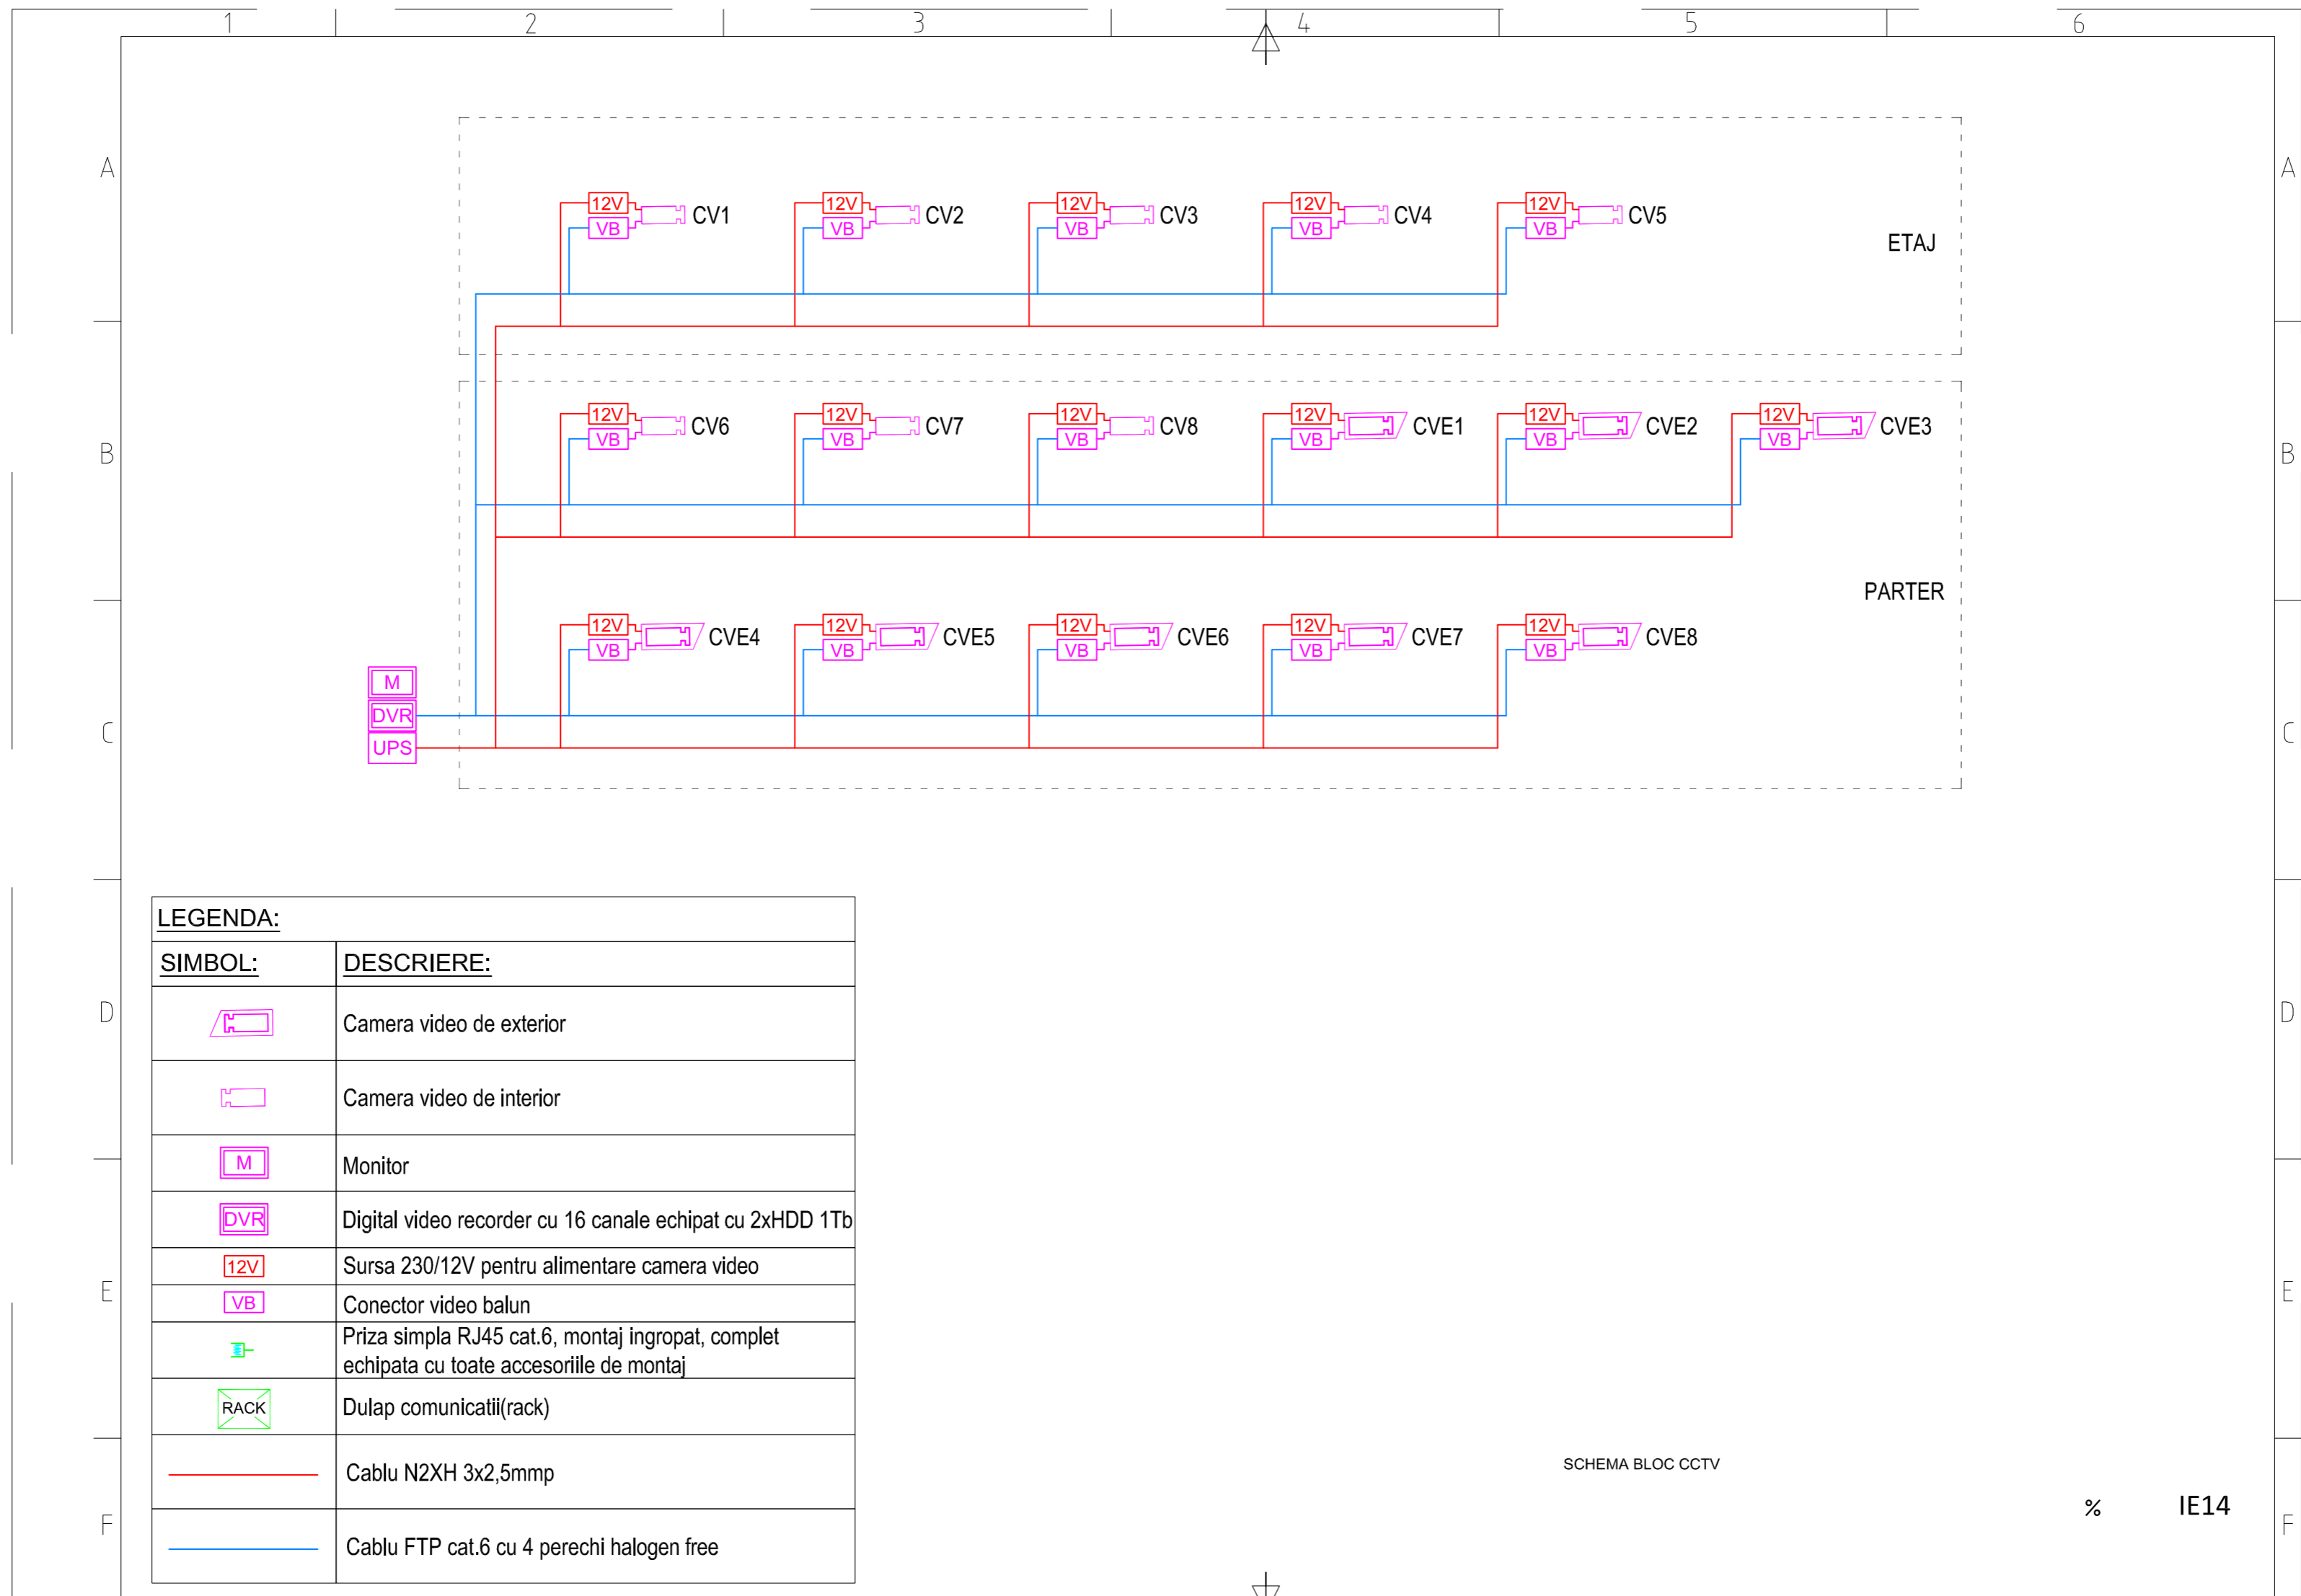 1 2 3 4 5 6
A A
12V CV1 12V CV2 12V CV3 12V CV4 12V CV5
VB VB VB VB VB
ETAJ
12V CV6 12V CV7 12V CV8 12V CVE1 12V CVE2 12V CVE3
VB VB VB VB VB VB
B B
PARTER
12V CVE4 12V CVE5 12V CVE6 12V CVE7 12V CVE8
VB VB VB VB VB
M
DVR
UPS
C C
LEGENDA:
SIMBOL: DESCRIERE:
D D
Camera video de exterior
Camera video de interior
M Monitor
DVR Digital video recorder cu 16 canale echipat cu 2xHDD 1Tb
12V Sursa 230/12V pentru alimentare camera video
E E
VB Conector video balun
Priza simpla RJ45 cat.6, montaj ingropat, complet
echipata cu toate accesoriile de montaj
RACK Dulap comunicatii(rack)
Cablu N2XH 3x2,5mmp
SCHEMA BLOC CCTV
% IE14
F F
Cablu FTP cat.6 cu 4 perechi halogen free